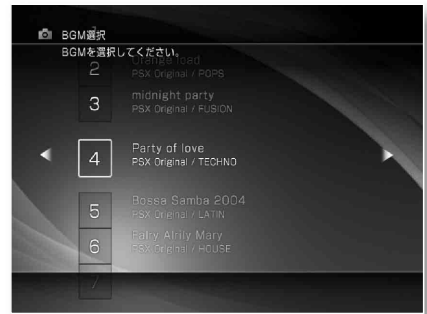 BGM選択
BGMを選択してください。
2
Orange road
PSX Original / POPS
3
midnight party
PSX Original / FUSION
4
Party of love
PSX Original / TECHNO
5
Bossa Samba 2004
PSX Original / LATIN
6
Mary
PSX Original / HOUSE
7